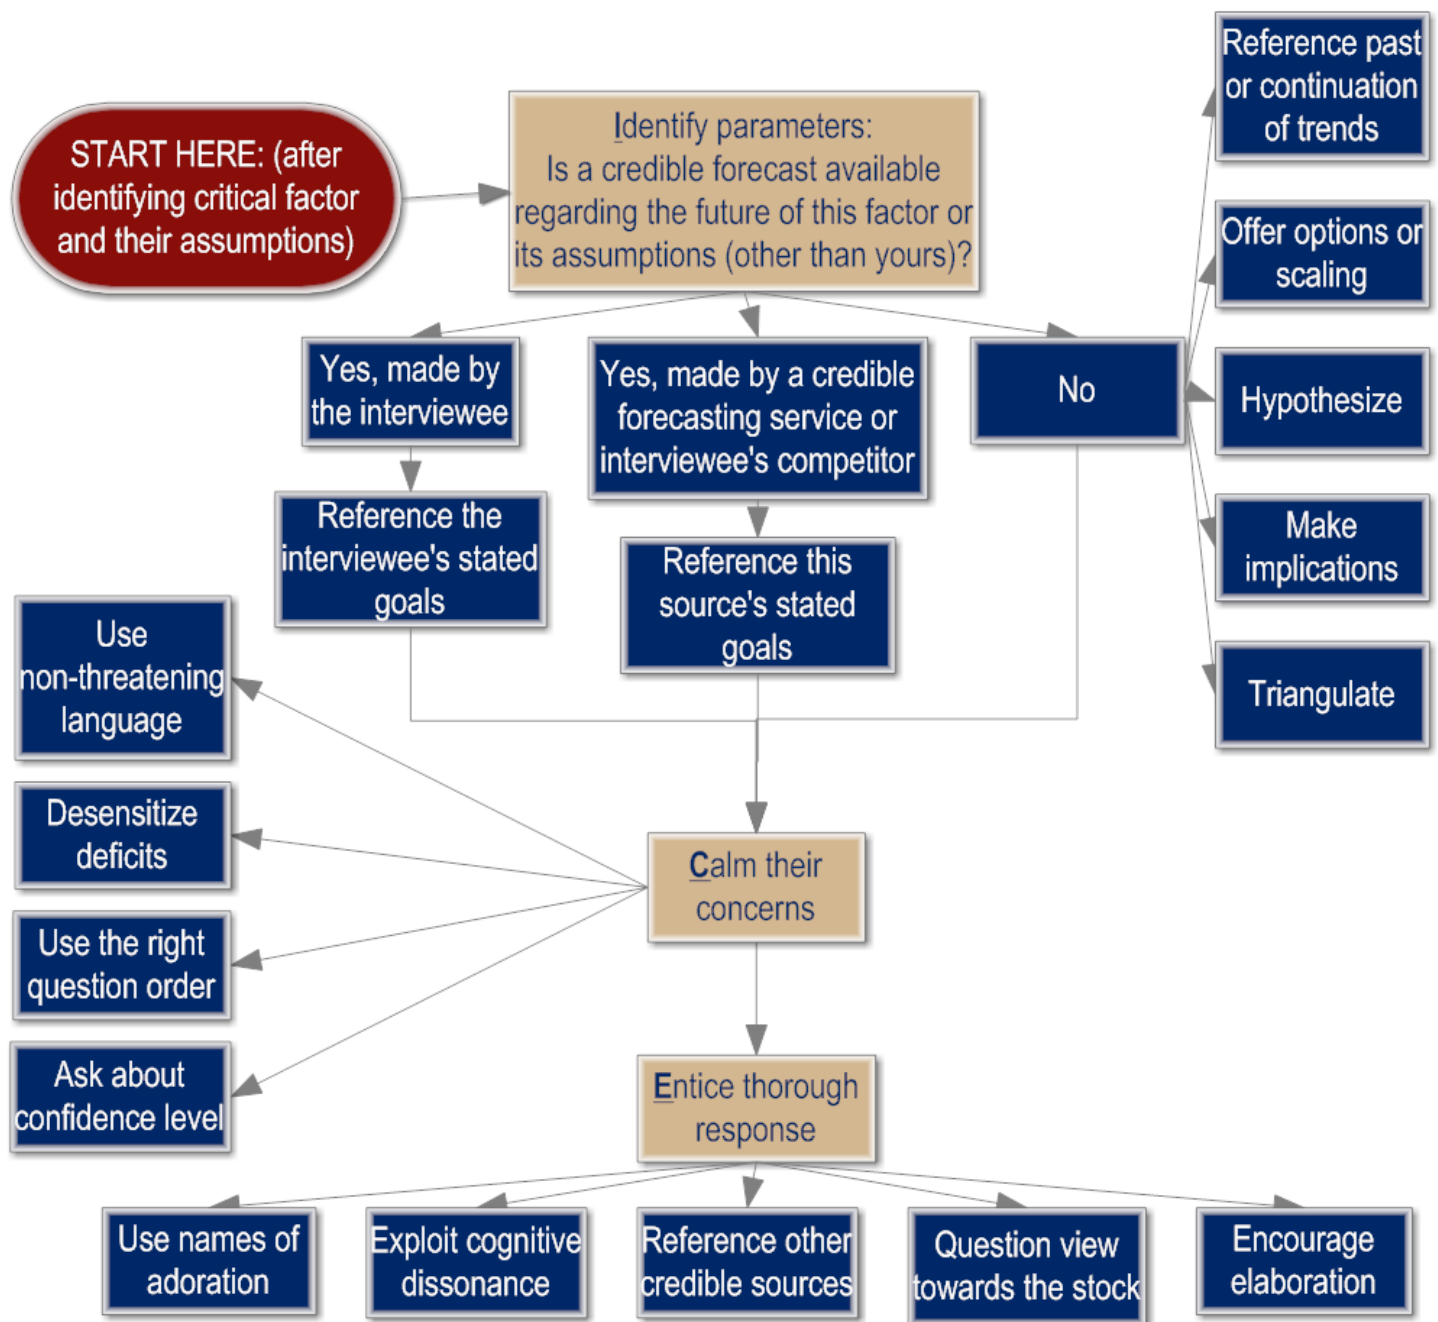 START HERE: (after
identifying critical factor
and their assumptions)
Identify parameters:
Is a credible forecast available
regarding the future of this factor or
its assumptions (other than yours)?
Reference past
or continuation
of trends
Offer options or
scaling
Hypothesize
Make
implications
Triangulate
Yes, made by
the interviewee
Yes, made by a credible
forecasting service or
interviewee's competitor
No
Reference the
interviewee's stated
goals
Reference this
source's stated
goals
Use
non-threatening
language
Desensitize
deficits
Use the right
question order
Ask about
confidence level
Calm their
concerns
Entice thorough
response
Use names of
adoration
Exploit cognitive
dissonance
Reference other
credible sources
Question view
towards the stock
Encourage
elaboration